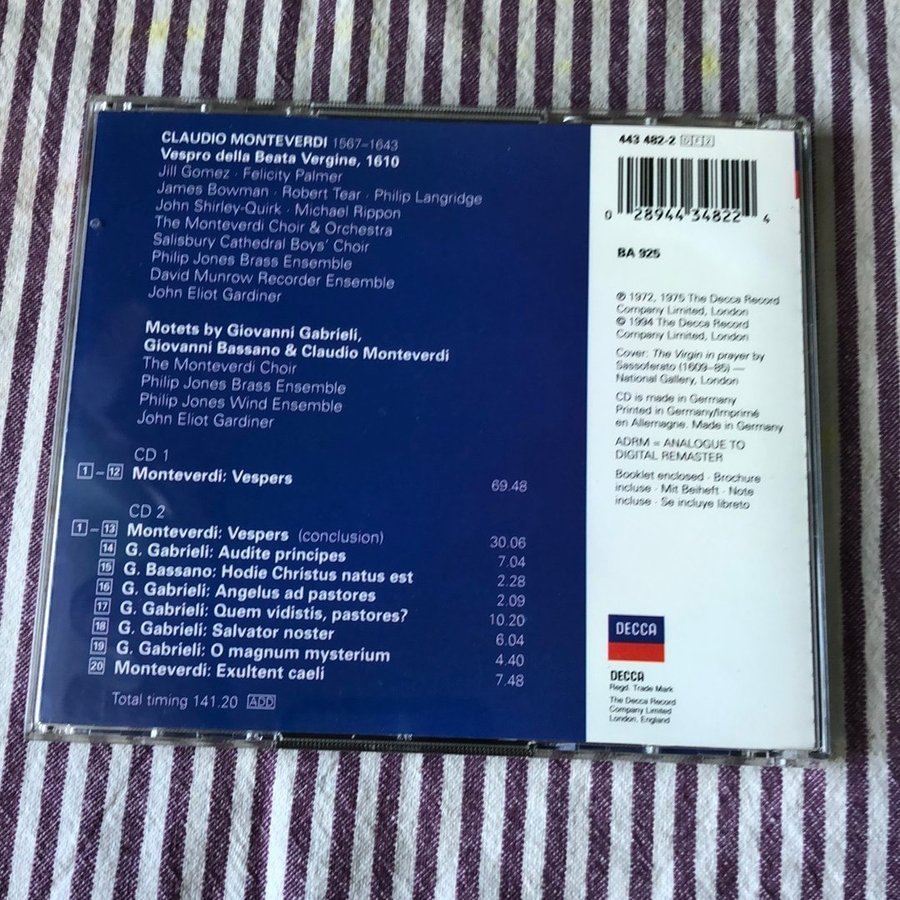 CLAUDIO MONTEVERDI 1567–1643
Vespro della Beata Vergine, 1610
Jill Gomez · Felicity Palmer
James Bowman · Robert Tear · Philip Langridge
John Shirley-Quirk · Michael Rippon
The Monteverdi Choir & Orchestra
Salisbury Cathedral Boys' Choir
Philip Jones Brass Ensemble
David Munrow Recorder Ensemble
John Eliot Gardiner
Motets by Giovanni Gabrieli,
Giovanni Bassano & Claudio Monteverdi
The Monteverdi Choir
Philip Jones Brass Ensemble
Philip Jones Wind Ensemble
John Eliot Gardiner
CD 1
1 – 12 Monteverdi: Vespers 69.48
CD 2
1 – 13 Monteverdi: Vespers (conclusion) 30.06
14 G. Gabrieli: Audite principes 7.04
15 G. Bassano: Hodie Christus natus est 2.28
16 G. Gabrieli: Angelus ad pastores 2.09
17 G. Gabrieli: Quem vidistis, pastores? 10.20
18 G. Gabrieli: Salvator noster 6.04
19 G. Gabrieli: O magnum mysterium 4.40
20 Monteverdi: Exultent caeli 7.48
Total timing 141.20 ADD
443 482-2 DF2
0 28944 34822 4
BA 925
℗ 1972, 1975 The Decca Record
Company Limited, London
© 1994 The Decca Record
Company Limited, London
Cover: The Virgin in prayer by
Sassoferato (1609–85) —
National Gallery, London
CD is made in Germany
Printed in Germany/Imprimé
en Allemagne. Made in Germany
ADRM = ANALOGUE TO
DIGITAL REMASTER
Booklet enclosed · Brochure
incluse · Mit Beiheft · Note
incluse · Se incluye libreto
DECCA
DECCA
Regd. Trade Mark
The Decca Record
Company Limited
London, England